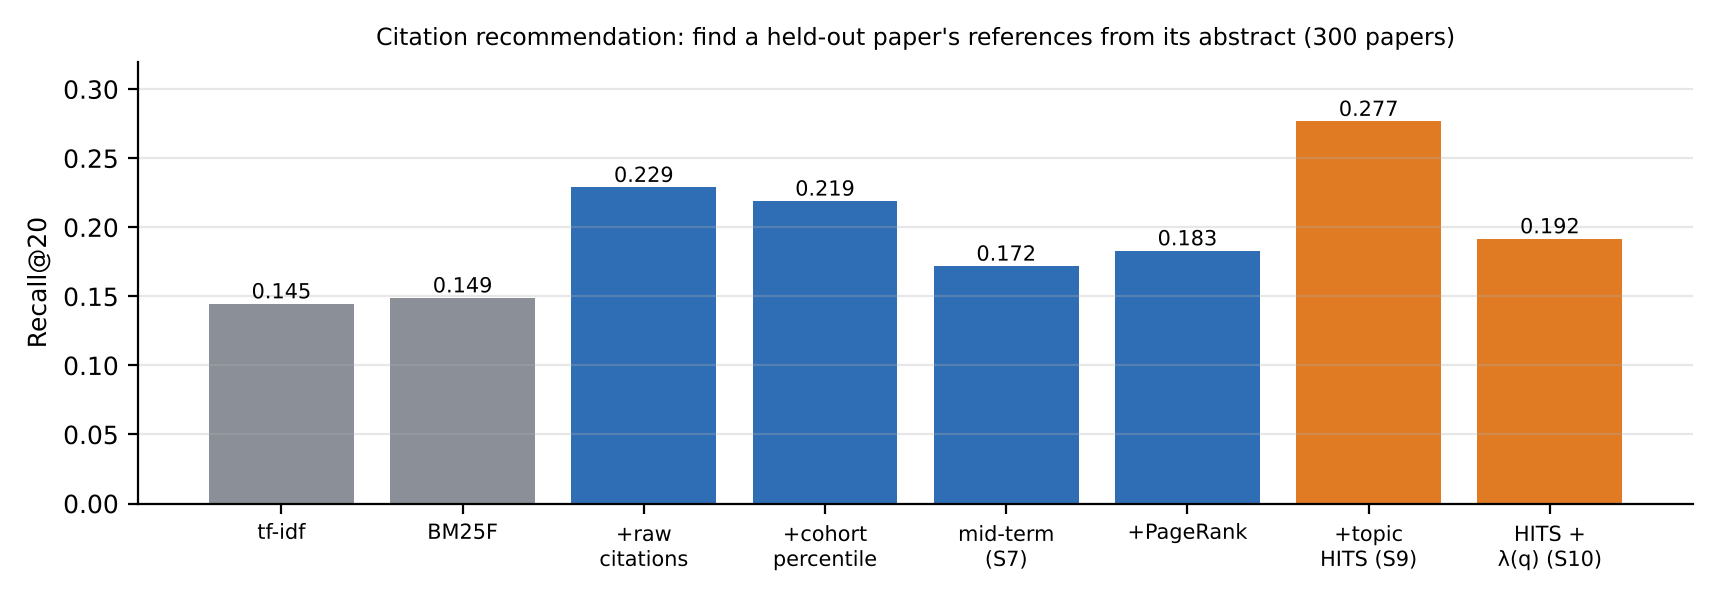 Citation recommendation: find a held-out paper's references from its abstract (300 papers)
Recall@20
0.30
0.25
0.20
0.15
0.10
0.05
0.00
0.145
0.149
0.229
0.219
0.172
0.183
0.277
0.192
tf-idf
BM25F
+raw
citations
+cohort
percentile
mid-term
(S7)
+PageRank
+topic
HITS (S9)
HITS +
λ(q) (S10)